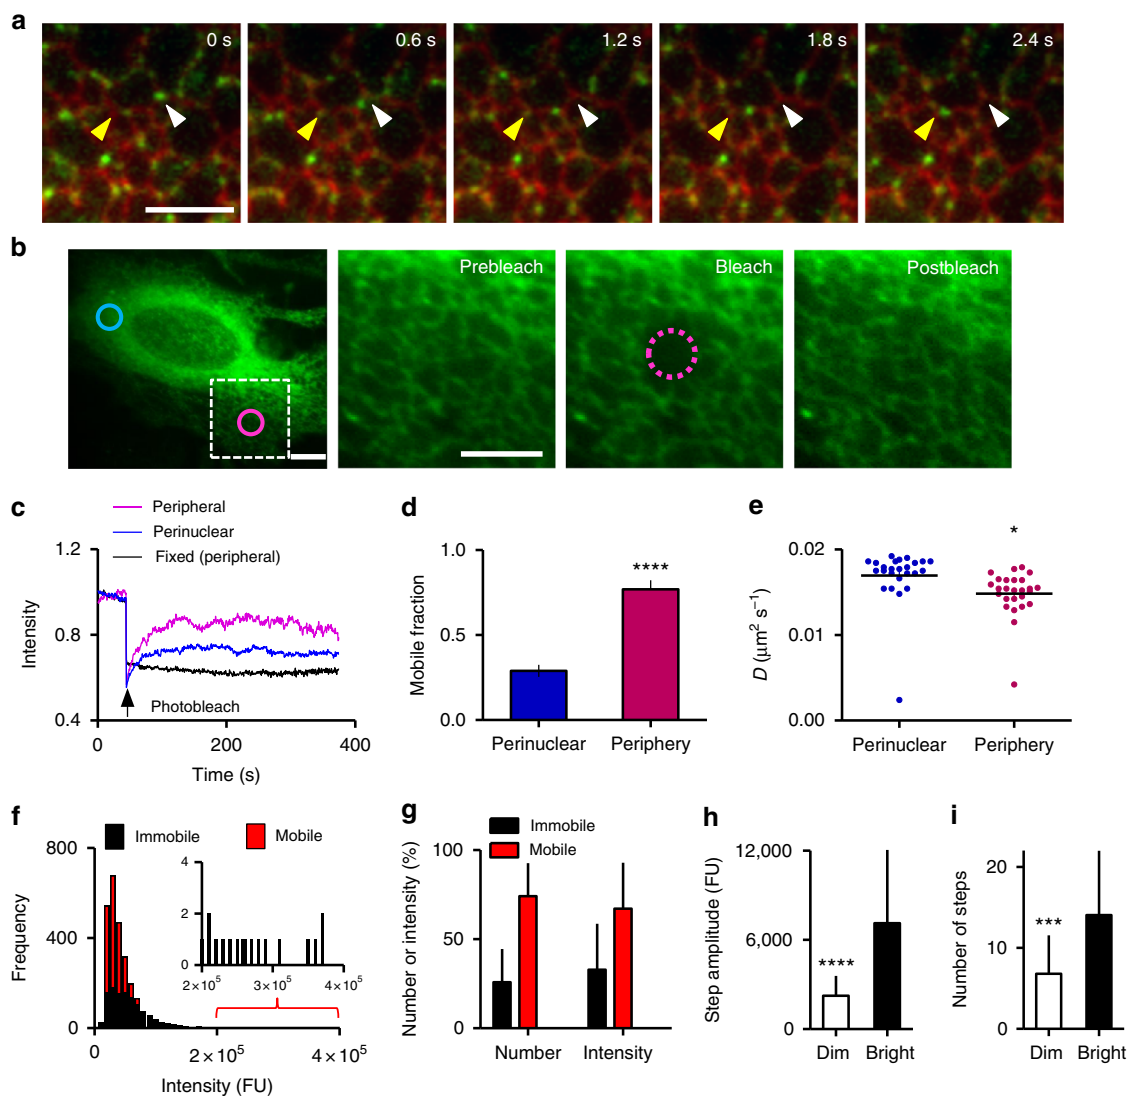 a
0 s
0.6 s
1.2 s
1.8 s
2.4 s
b
Prebleach
Bleach
Postbleach
c
Peripheral
Perinuclear
Fixed (peripheral)
1.2
0.8
0.4
Intensity
Photobleach
0
200
400
Time (s)
d
1.0
0.5
0.0
Mobile fraction
****
Perinuclear
Periphery
e
*
0.02
0.01
0.00
D (μm² s⁻¹)
Perinuclear
Periphery
f
Immobile
Mobile
800
400
0
Frequency
4
2
0
2×10⁵
3×10⁵
4×10⁵
0
2×10⁵
4×10⁵
Intensity (FU)
g
Immobile
Mobile
100
50
0
Number or intensity (%)
Number
Intensity
h
12,000
6,000
0
Step amplitude (FU)
****
Dim
Bright
i
20
10
0
Number of steps
***
Dim
Bright